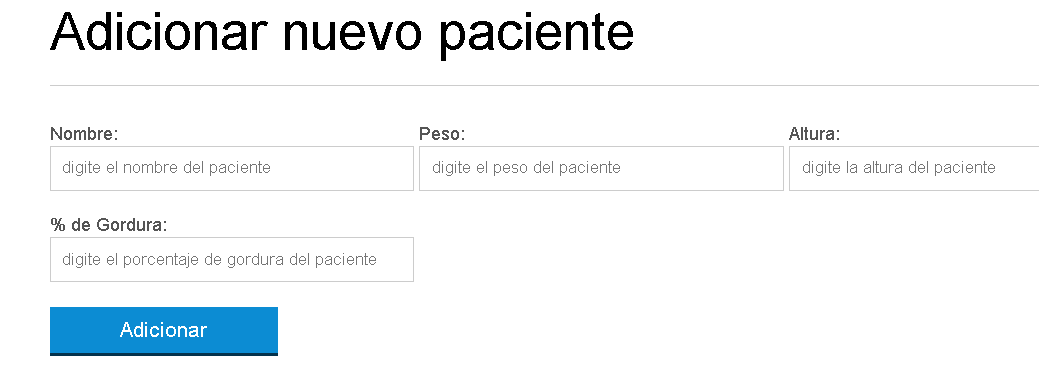 Adicionar nuevo paciente
Nombre: Peso: Altura:
digite el nombre del paciente digite el peso del paciente digite la altura del paciente
% de Gordura:
digite el porcentaje de gordura del paciente
Adicionar